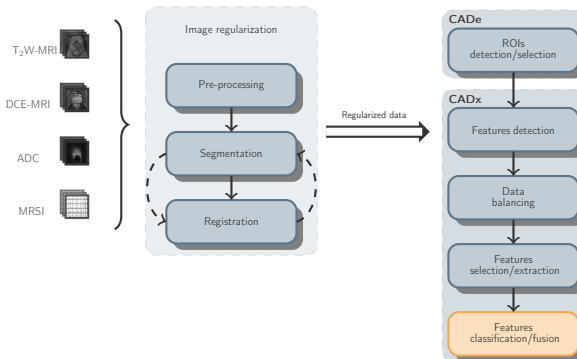 T₂W-MRI
DCE-MRI
ADC
MRSI
Image regularization
Pre-processing
Segmentation
Registration
Regularized data
CADe
ROIs
detection/selection
CADx
Features detection
Data
balancing
Features
selection/extraction
Features
classification/fusion